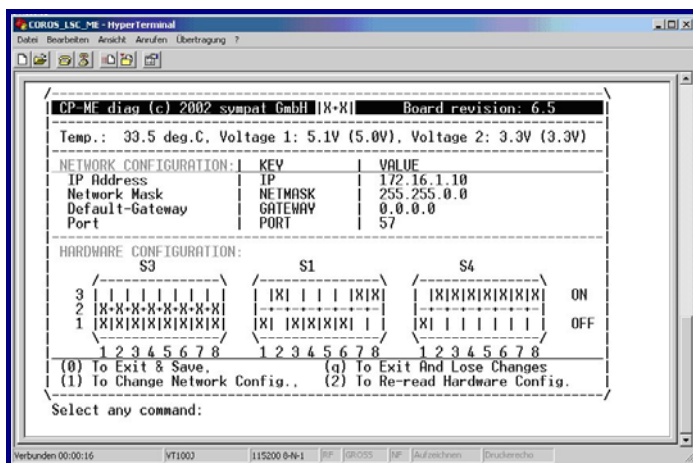 COROS_LSC_ME - HyperTerminal
Datei Bearbeiten Ansicht Anrufen Übertragung ?
CP-ME diag (c) 2002 sympat GmbH |X+X| Board revision: 6.5
Temp.: 33.5 deg.C, Voltage 1: 5.1V (5.0V), Voltage 2: 3.3V (3.3V)
NETWORK CONFIGURATION:| KEY | VALUE
IP Address | IP | 172.16.1.10
Network Mask | NETMASK | 255.255.0.0
Default-Gateway | GATEWAY | 0.0.0.0
Port | PORT | 57
HARDWARE CONFIGURATION:
S3 S1 S4
3 | | | | | | | | | | |X| | | | |X|X| | |X|X|X|X|X|X|X| ON
2 |X+X+X+X+X+X+X+X|
1 |X|X|X|X|X|X|X|X| |X| |X|X|X|X| | | |X| | | | | | | | OFF
1 2 3 4 5 6 7 8 1 2 3 4 5 6 7 8 1 2 3 4 5 6 7 8
(0) To Exit & Save, (q) To Exit And Lose Changes
(1) To Change Network Config., (2) To Re-read Hardware Config.
Select any command:
Verbunden 00:00:16 VT100J 115200 8-N-1 RF GROSS NF Aufzeichnen Druckerecho